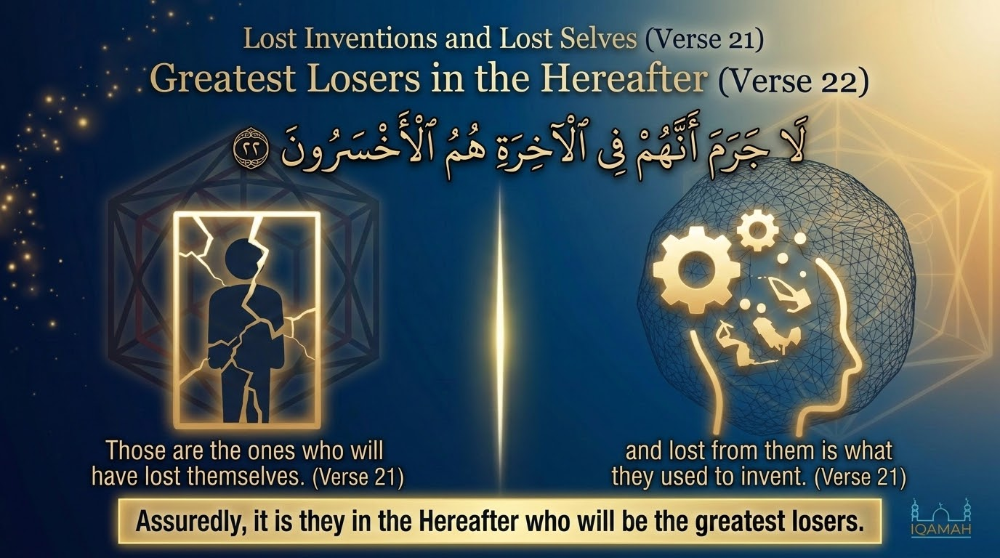 Lost Inventions and Lost Selves (Verse 21)
Greatest Losers in the Hereafter (Verse 22)
لَا جَرَمَ أَنَّهُمْ فِى ٱلْآخِرَةِ هُمُ ٱلْأَخْسَرُونَ ٢٢
Those are the ones who will
have lost themselves. (Verse 21)
and lost from them is what
they used to invent. (Verse 21)
Assuredly, it is they in the Hereafter who will be the greatest losers.
IQAMAH